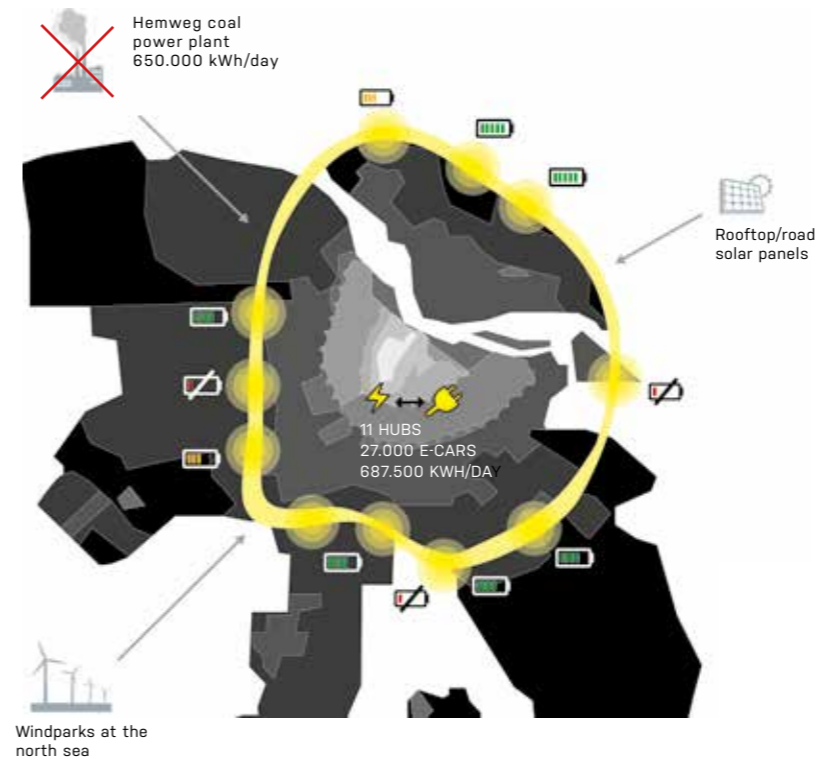 Hemweg coal
power plant
650.000 kWh/day
Rooftop/road
solar panels
11 HUBS
27.000 E-CARS
687.500 KWH/DAY
Windparks at the
north sea